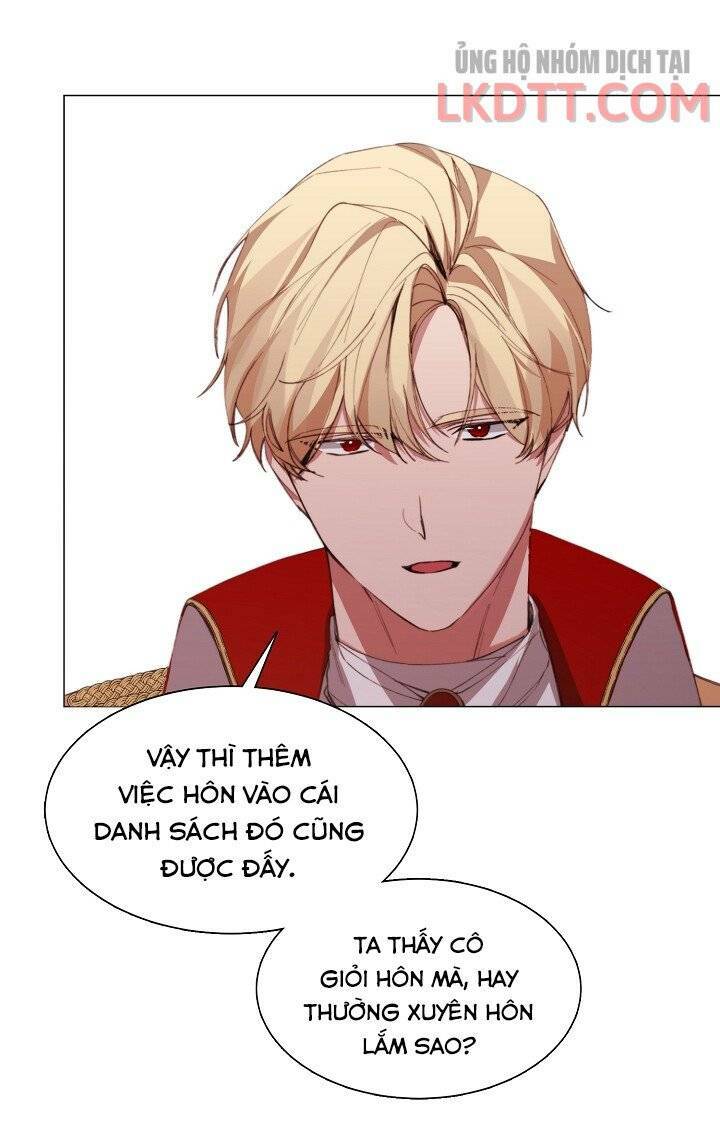 ỦNG HỘ NHÓM DỊCH TẠI
LKDTT.COM
VẬY THÌ THÊM
VIỆC HÔN VÀO CÁI
DANH SÁCH ĐÓ CŨNG
ĐƯỢC ĐẤY.
TA THẤY CÔ
GIỎI HÔN MÀ, HAY
THƯỜNG XUYÊN HÔN
LẮM SAO?